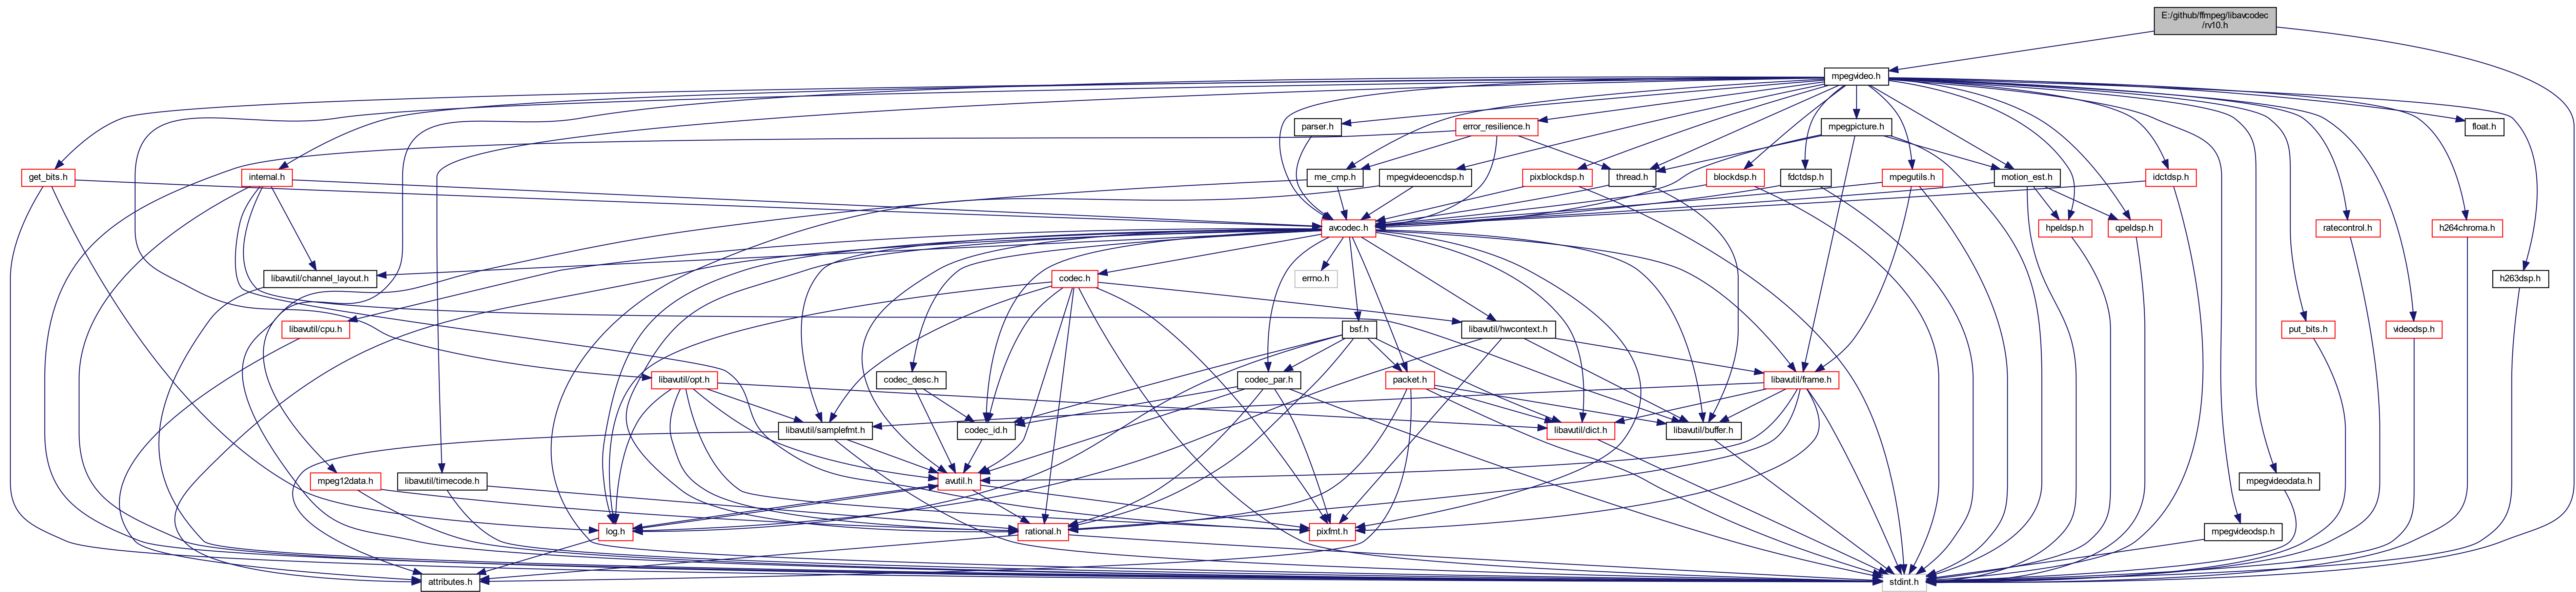 E:/github/ffmpeg/libavcodec
/rv10.h
mpegvideo.h
parser.h
error_resilience.h
mpegpicture.h
float.h
get_bits.h
internal.h
me_cmp.h
mpegvideoencdsp.h
pixblockdsp.h
thread.h
blockdsp.h
fdctdsp.h
mpegutils.h
motion_est.h
idctdsp.h
avcodec.h
hpeldsp.h
qpeldsp.h
ratecontrol.h
h264chroma.h
libavutil/channel_layout.h
codec.h
errno.h
h263dsp.h
libavutil/cpu.h
bsf.h
libavutil/hwcontext.h
put_bits.h
videodsp.h
libavutil/opt.h
codec_desc.h
codec_par.h
packet.h
libavutil/frame.h
libavutil/samplefmt.h
codec_id.h
libavutil/dict.h
libavutil/buffer.h
mpeg12data.h
libavutil/timecode.h
avutil.h
mpegvideodata.h
log.h
rational.h
pixfmt.h
mpegvideodsp.h
attributes.h
stdint.h